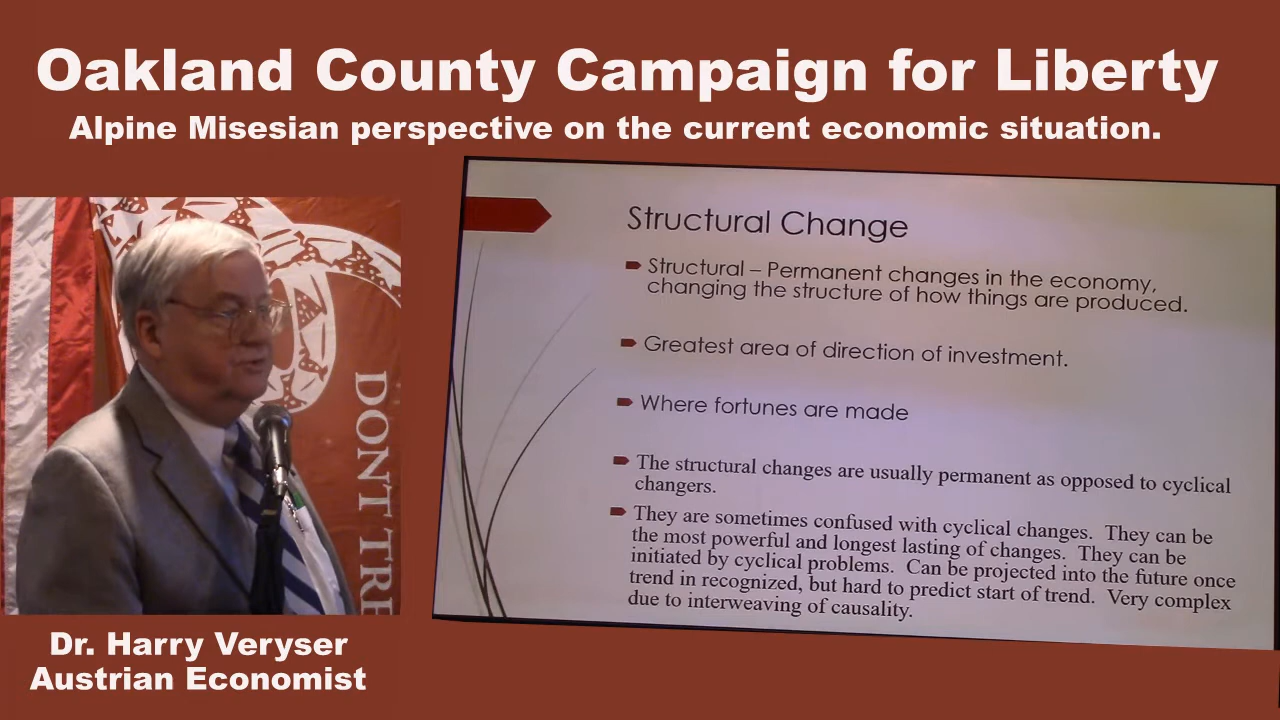 Oakland County Campaign for Liberty
Alpine Misesian perspective on the current economic situation.
DONT TRE
Dr. Harry Veryser
Austrian Economist
Structural Change
Structural – Permanent changes in the economy,
changing the structure of how things are produced.
Greatest area of direction of investment.
Where fortunes are made
The structural changes are usually permanent as opposed to cyclical
changers.
They are sometimes confused with cyclical changes. They can be
the most powerful and longest lasting of changes. They can be
initiated by cyclical problems. Can be projected into the future once
trend in recognized, but hard to predict start of trend. Very complex
due to interweaving of causality.